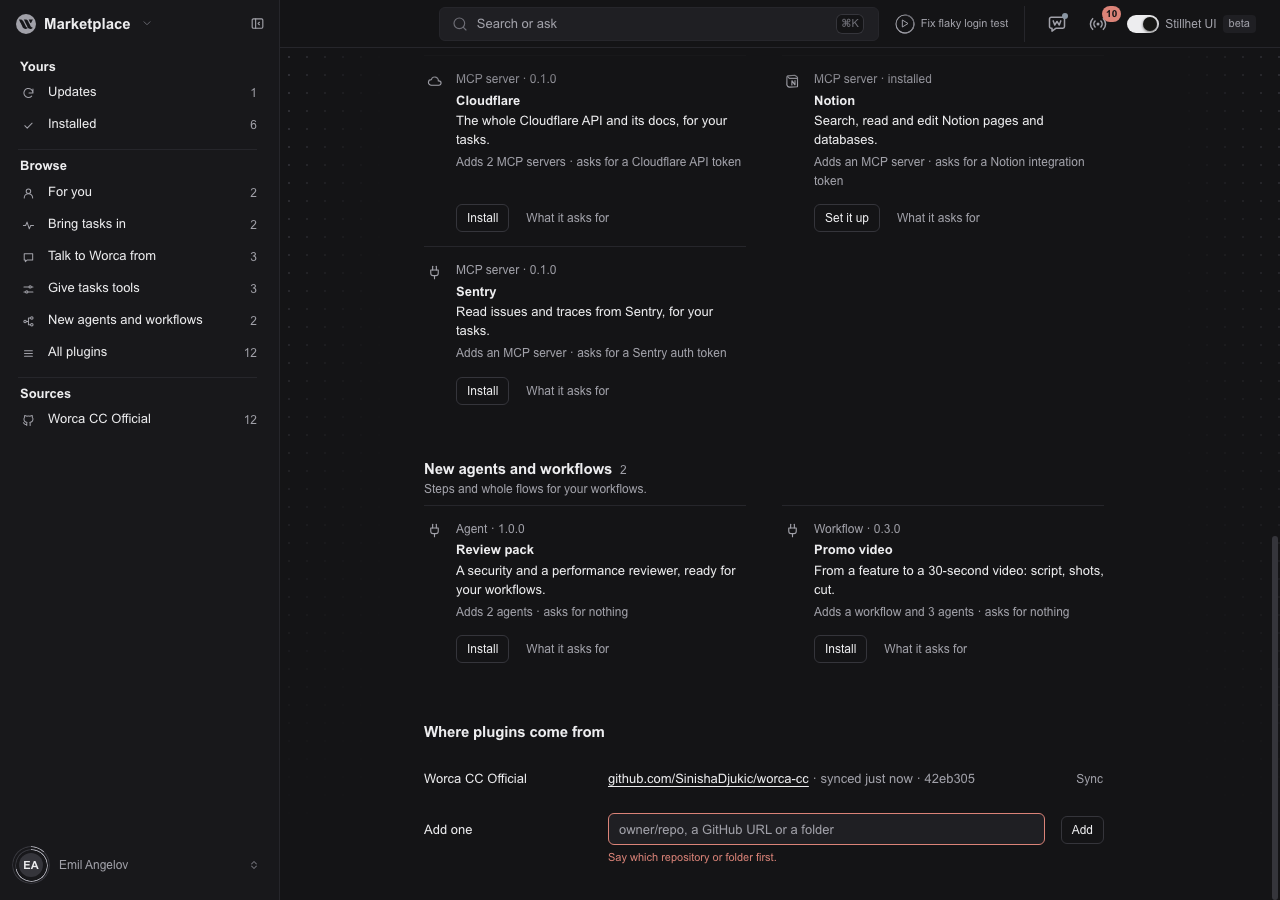 Marketplace
Search or ask
⌘K
Fix flaky login test
10
Stillhet UI
beta
Yours
Updates 1
Installed 6
Browse
For you 2
Bring tasks in 2
Talk to Worca from 3
Give tasks tools 3
New agents and workflows 2
All plugins 12
Sources
Worca CC Official 12
EA
Emil Angelov
MCP server · 0.1.0
Cloudflare
The whole Cloudflare API and its docs, for your
tasks.
Adds 2 MCP servers · asks for a Cloudflare API token
Install
What it asks for
MCP server · installed
Notion
Search, read and edit Notion pages and
databases.
Adds an MCP server · asks for a Notion integration
token
Set it up
What it asks for
MCP server · 0.1.0
Sentry
Read issues and traces from Sentry, for your
tasks.
Adds an MCP server · asks for a Sentry auth token
Install
What it asks for
New agents and workflows 2
Steps and whole flows for your workflows.
Agent · 1.0.0
Review pack
A security and a performance reviewer, ready for
your workflows.
Adds 2 agents · asks for nothing
Install
What it asks for
Workflow · 0.3.0
Promo video
From a feature to a 30-second video: script, shots,
cut.
Adds a workflow and 3 agents · asks for nothing
Install
What it asks for
Where plugins come from
Worca CC Official
github.com/SinishaDjukic/worca-cc · synced just now · 42eb305
Sync
Add one
owner/repo, a GitHub URL or a folder
Add
Say which repository or folder first.